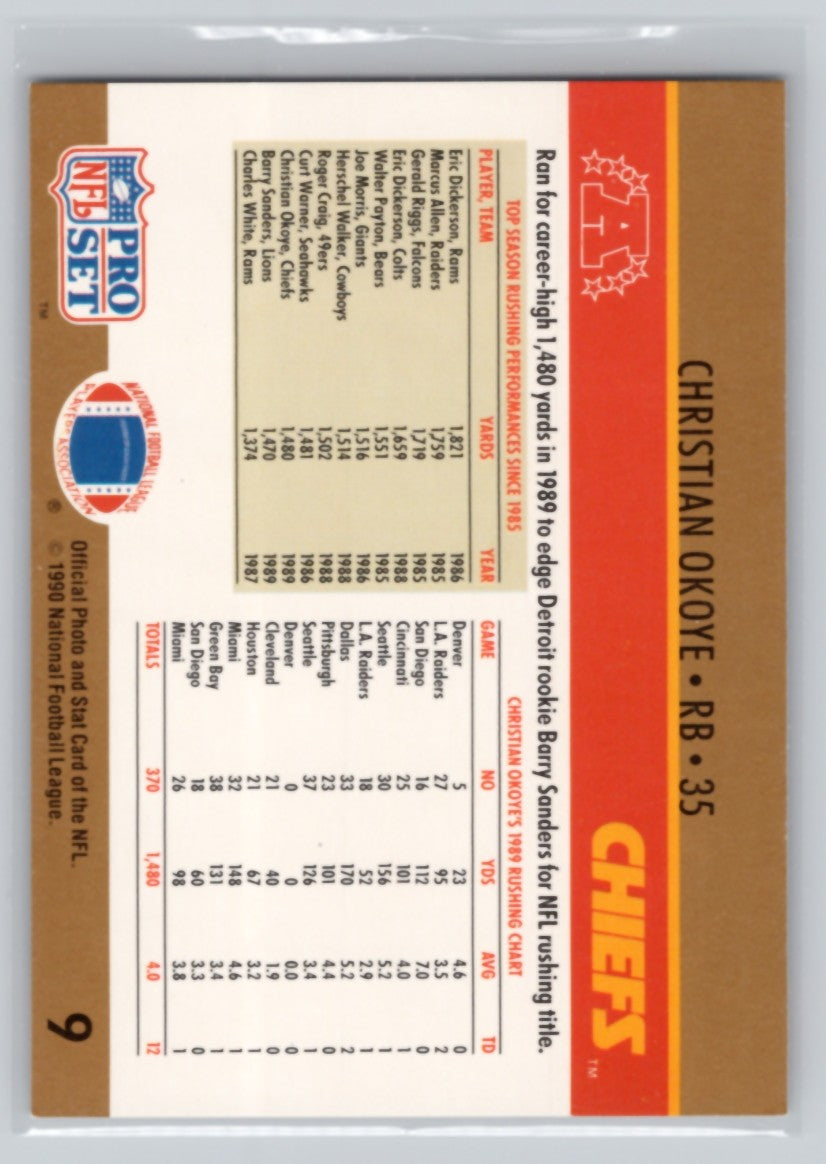 CHRISTIAN OKOYE • RB • 35
A CHIEFS ™
Ran for career-high 1,480 yards in 1989 to edge Detroit rookie Barry Sanders for NFL rushing title.
TOP SEASON RUSHING PERFORMANCES SINCE 1985
PLAYER, TEAM YARDS YEAR
Eric Dickerson, Rams 1,821 1986
Marcus Allen, Raiders 1,759 1985
Gerald Riggs, Falcons 1,719 1985
Eric Dickerson, Colts 1,659 1988
Walter Payton, Bears 1,551 1985
Joe Morris, Giants 1,516 1986
Herschel Walker, Cowboys 1,514 1988
Roger Craig, 49ers 1,502 1988
Curt Warner, Seahawks 1,481 1986
Christian Okoye, Chiefs 1,480 1989
Barry Sanders, Lions 1,470 1989
Charles White, Rams 1,374 1987
CHRISTIAN OKOYE'S 1989 RUSHING CHART
GAME NO YDS AVG TD
Denver 5 23 4.6 0
L.A. Raiders 27 95 3.5 2
San Diego 16 112 7.0 0
Cincinnati 25 101 4.0 1
Seattle 30 156 5.2 1
L.A. Raiders 18 52 2.9 1
Dallas 33 170 5.2 2
Pittsburgh 23 101 4.4 0
Seattle 37 126 3.4 1
Denver 0 0 0.0 0
Cleveland 21 40 1.9 0
Houston 21 67 3.2 1
Miami 32 148 4.6 1
Green Bay 38 131 3.4 1
San Diego 18 60 3.3 0
Miami 26 98 3.8 1
TOTALS 370 1,480 4.0 12
PRO
NFL SET ™
NATIONAL FOOTBALL LEAGUE
PLAYERS ASSOCIATION ®
Official Photo and Stat Card of the NFL.
© 1990 National Football League.
9